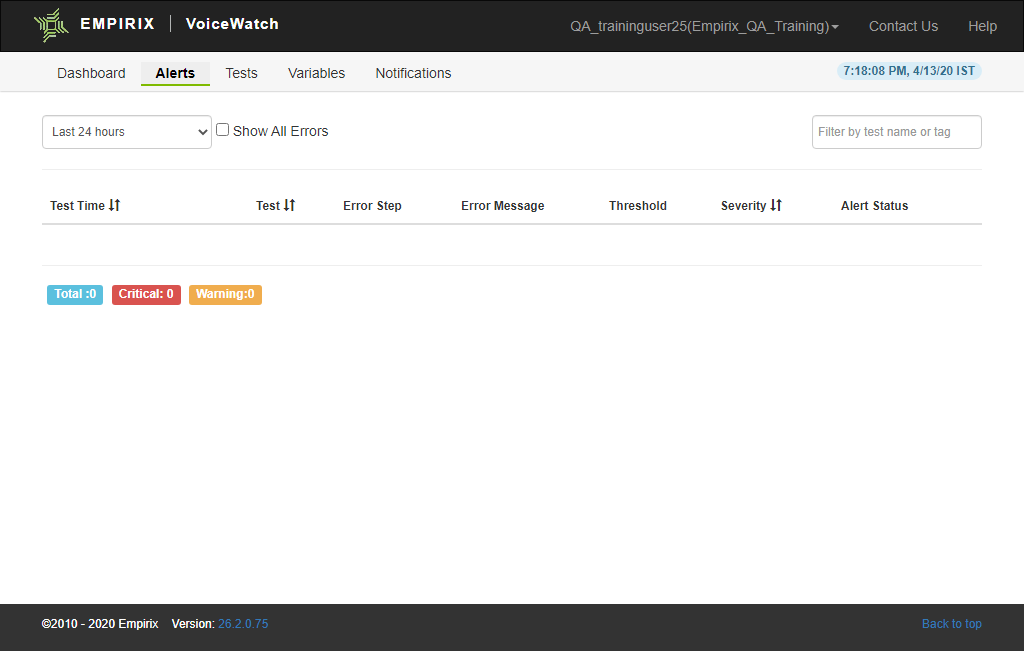 EMPIRIX | VoiceWatch QA_traininguser25(Empirix_QA_Training) Contact Us Help
Dashboard Alerts Tests Variables Notifications 7:18:08 PM, 4/13/20 IST
Last 24 hours Show All Errors Filter by test name or tag
Test Time Test Error Step Error Message Threshold Severity Alert Status
Total :0 Critical: 0 Warning:0
©2010 - 2020 Empirix Version: 26.2.0.75 Back to top